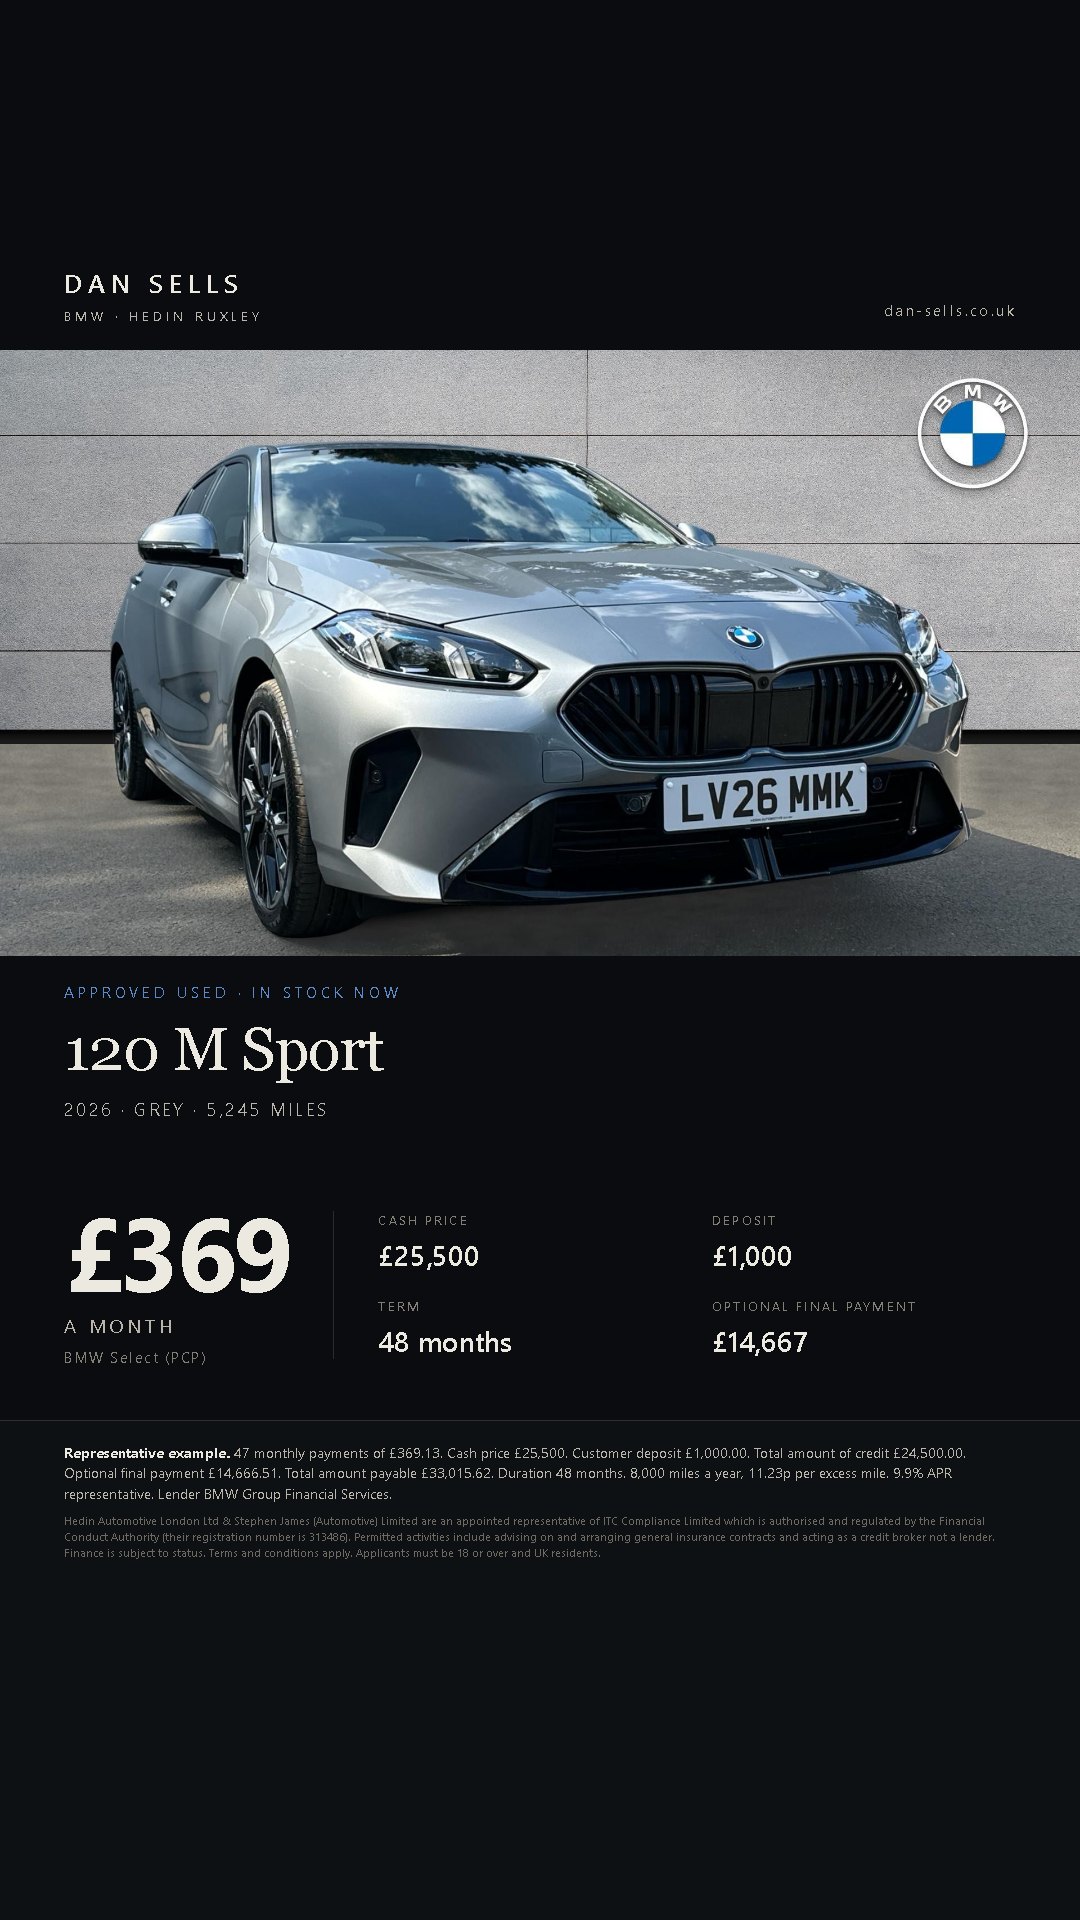 DAN SELLS
BMW · HEDIN RUXLEY
dan-sells.co.uk
BMW
LV26 MMK
APPROVED USED · IN STOCK NOW
120 M Sport
2026 · GREY · 5,245 MILES
£369
A MONTH
BMW Select (PCP)
CASH PRICE
£25,500
DEPOSIT
£1,000
TERM
48 months
OPTIONAL FINAL PAYMENT
£14,667
Representative example. 47 monthly payments of £369.13. Cash price £25,500. Customer deposit £1,000.00. Total amount of credit £24,500.00.
Optional final payment £14,666.51. Total amount payable £33,015.62. Duration 48 months. 8,000 miles a year, 11.23p per excess mile. 9.9% APR
representative. Lender BMW Group Financial Services.
Hedin Automotive London Ltd & Stephen James (Automotive) Limited are an appointed representative of ITC Compliance Limited which is authorised and regulated by the Financial
Conduct Authority (their registration number is 313486). Permitted activities include advising on and arranging general insurance contracts and acting as a credit broker not a lender.
Finance is subject to status. Terms and conditions apply. Applicants must be 18 or over and UK residents.